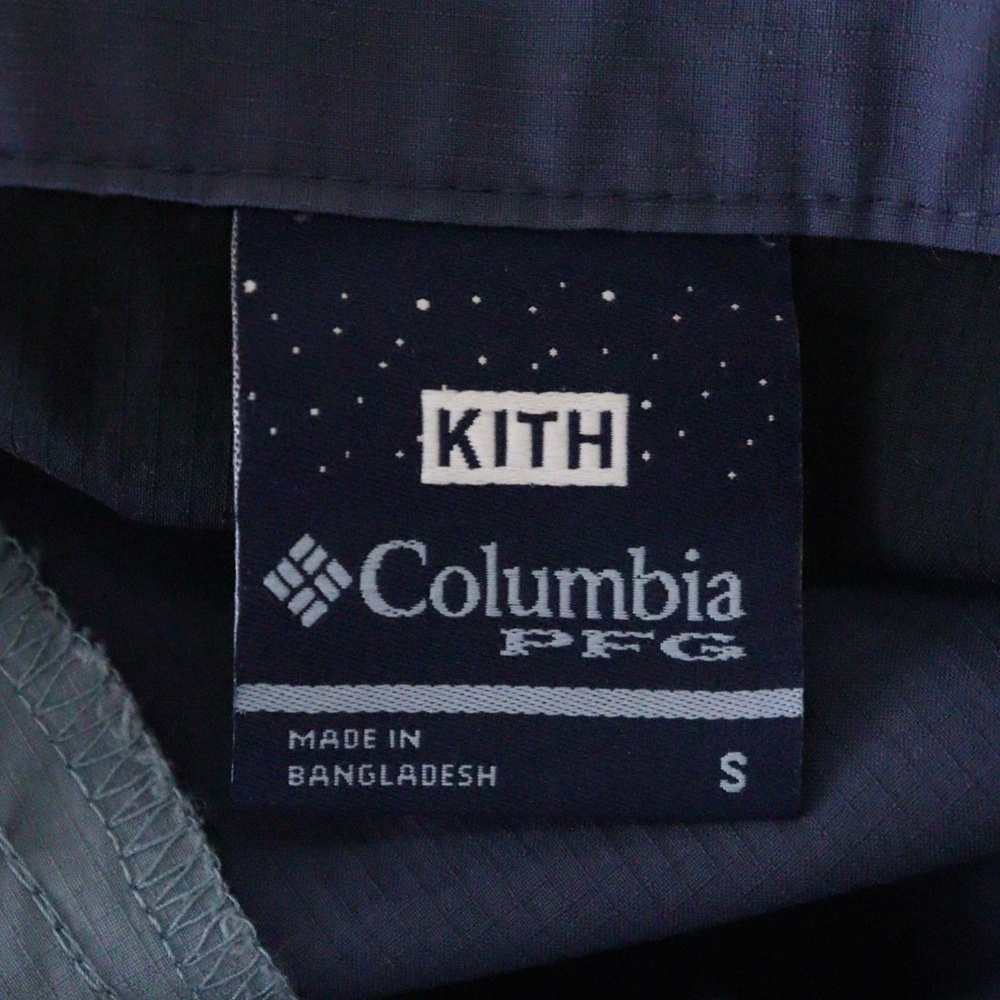 KITH
Columbia
PFG
MADE IN
BANGLADESH
S